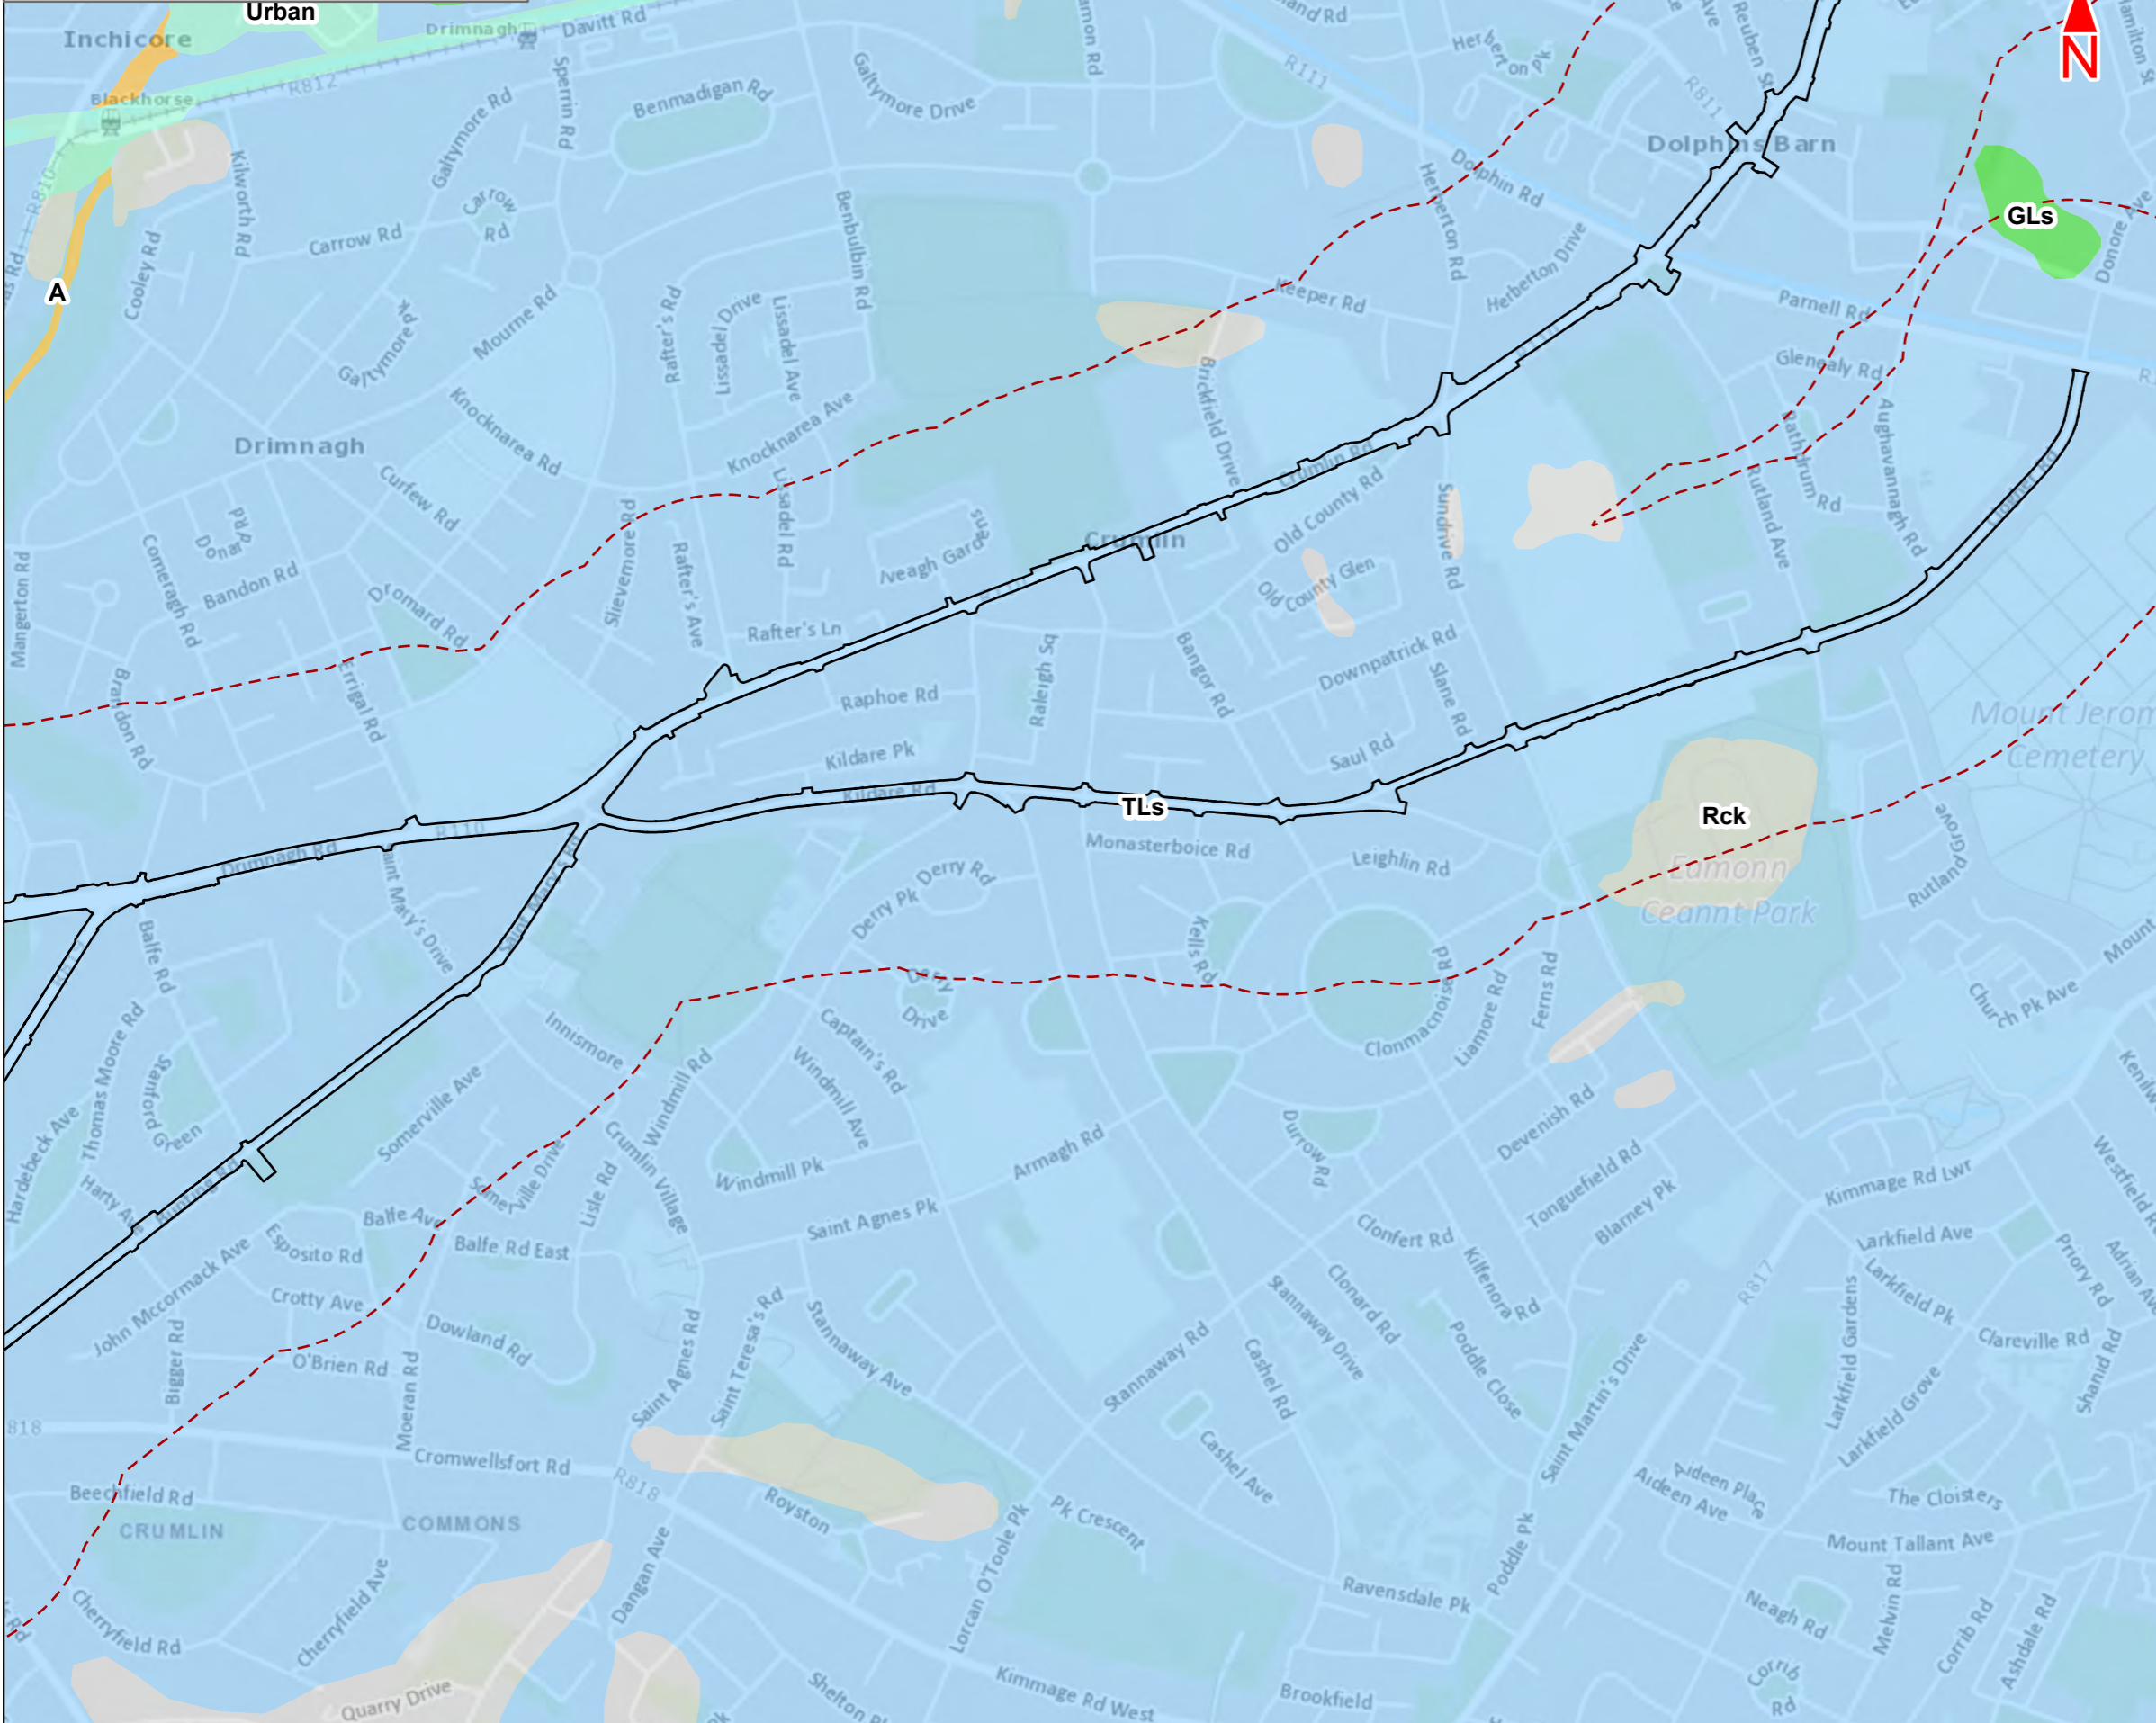 Urban
Inchicore
Drimnagh
Davitt Rd
Blackhorse
R812
R810
Sperrin Rd
Benmadigan Rd
Galtymore Drive
Galtymore Rd
Kilworth Rd
Carrow
Rd
Carrow Rd
Cooley Rd
A
Mourne Rd
Galtymore Rd
Benbulbin Rd
Rafter's Rd
Lissadel Drive
Lissadel Ave
Knocknarea Ave
Knocknarea Rd
Drimnagh
Curfew Rd
Lissadel Rd
Donard
Rd
Comeragh Rd
Bandon Rd
Dromard Rd
Slievemore Rd
Rafter's Ave
Iveagh Gardens
Rafter's Ln
Mangerton Rd
Brandon Rd
Errigal Rd
Raphoe Rd
Raleigh Sq
Kildare Pk
Kildare Rd
R110
Drimnagh Rd
Saint Mary's Rd
Balfe Rd
R111
Herberton Pk
Reuben St
R811
N
Dolphins Barn
Dolphin Rd
Herberton Rd
Herberton Drive
Keeper Rd
GLs
Donore Ave
Parnell Rd
Glenealy Rd
Brickfield Drive
Crumlin Rd
Old County Rd
Crumlin
Sundrive Rd
Old County Glen
Rathdrum Rd
Rutland Ave
Aughavannagh Rd
Downpatrick Rd
Bangor Rd
Slane Rd
Saul Rd
TLs
Rck
Mount Jerom
Cemetery
Eamonn
Ceannt Park
Rutland Grove
Monasterboice Rd
Leighlin Rd
Derry Rd
Derry Pk
Derry
Drive
Kells Rd
Clonmacnoise Rd
Liamore Rd
Ferns Rd
Church Pk Ave
Mount
Thomas Moore Rd
Stanford Green
Hardebeck Ave
Harty Ave
Bunting Rd
Innismore
Somerville Ave
Somerville Drive
Windmill Rd
Captain's Rd
Windmill Ave
Crumlin Village
Lisle Rd
Windmill Pk
Armagh Rd
Durrow Rd
Devenish Rd
Tonguefield Rd
Blarney Pk
Kimmage Rd Lwr
Saint Agnes Pk
Balfe Ave
Balfe Rd East
Esposito Rd
John Mccormack Ave
Crotty Ave
Dowland Rd
O'Brien Rd
Bigger Rd
Moeran Rd
Saint Agnes Rd
Saint Teresa's Rd
Stannaway Ave
Stannaway Rd
Stannaway Drive
Clonfert Rd
Clonard Rd
Kilfenora Rd
Poddle Close
Cashel Rd
Cashel Ave
Saint Martin's Drive
R817
Larkfield Ave
Larkfield Pk
Larkfield Gardens
Larkfield Grove
Clareville Rd
Priory Rd
Shanid Rd
818
Cromwellsfort Rd
R818
Beechfield Rd
CRUMLIN
COMMONS
Royston
Pk Crescent
Dangan Ave
Lorcan O'Toole Pk
Cherryfield Rd
Cherryfield Ave
Quarry Drive
Kimmage Rd West
Ravensdale Pk
Poddle Pk
Brookfield
Aideen Place
Aideen Ave
The Cloisters
Mount Tallant Ave
Neagh Rd
Melvin Rd
Corrib Rd
Ashdale Rd
Corrib
Rd